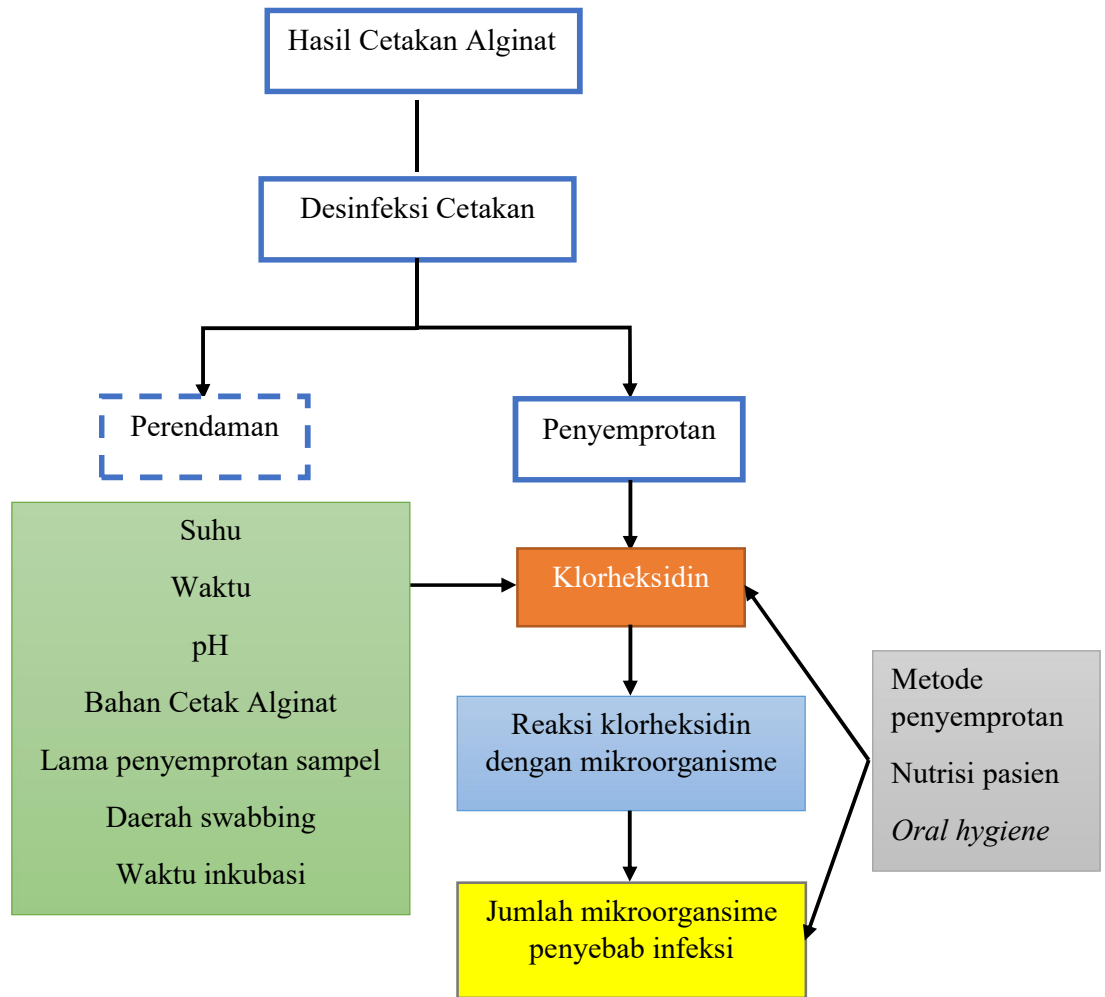 Hasil Cetakan Alginat
Desinfeksi Cetakan
Perendaman
Penyemprotan
Suhu
Waktu
pH
Bahan Cetak Alginat
Lama penyemprotan sampel
Daerah swabbing
Waktu inkubasi
Klorheksidin
Reaksi klorheksidin
dengan mikroorganisme
Jumlah mikroorgansime
penyebab infeksi
Metode
penyemprotan
Nutrisi pasien
Oral hygiene